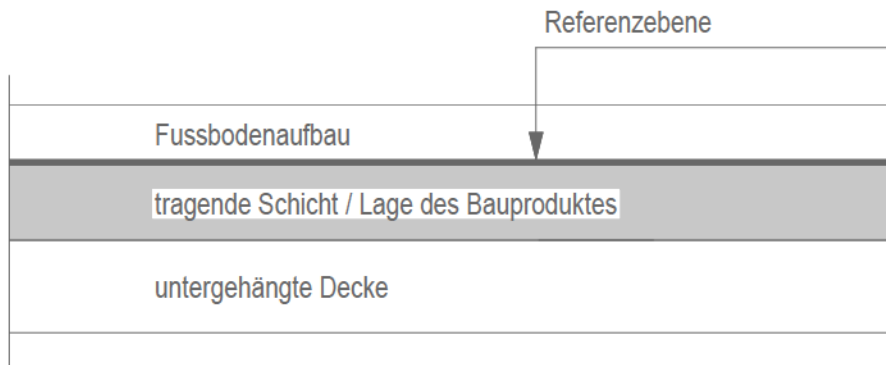 Referenzebene
Fussbodenaufbau
tragende Schicht / Lage des Bauproduktes
untergehängte Decke